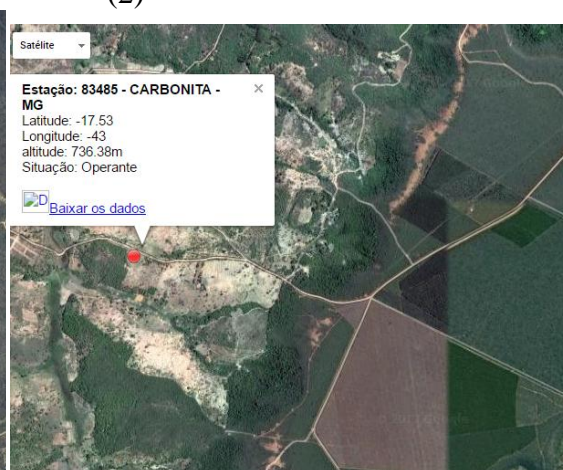 (2)
Satélite
Estação: 83485 - CARBONITA -
MG
Latitude: -17.53
Longitude: -43
altitude: 736.38m
Situação: Operante
D
Baixar os dados